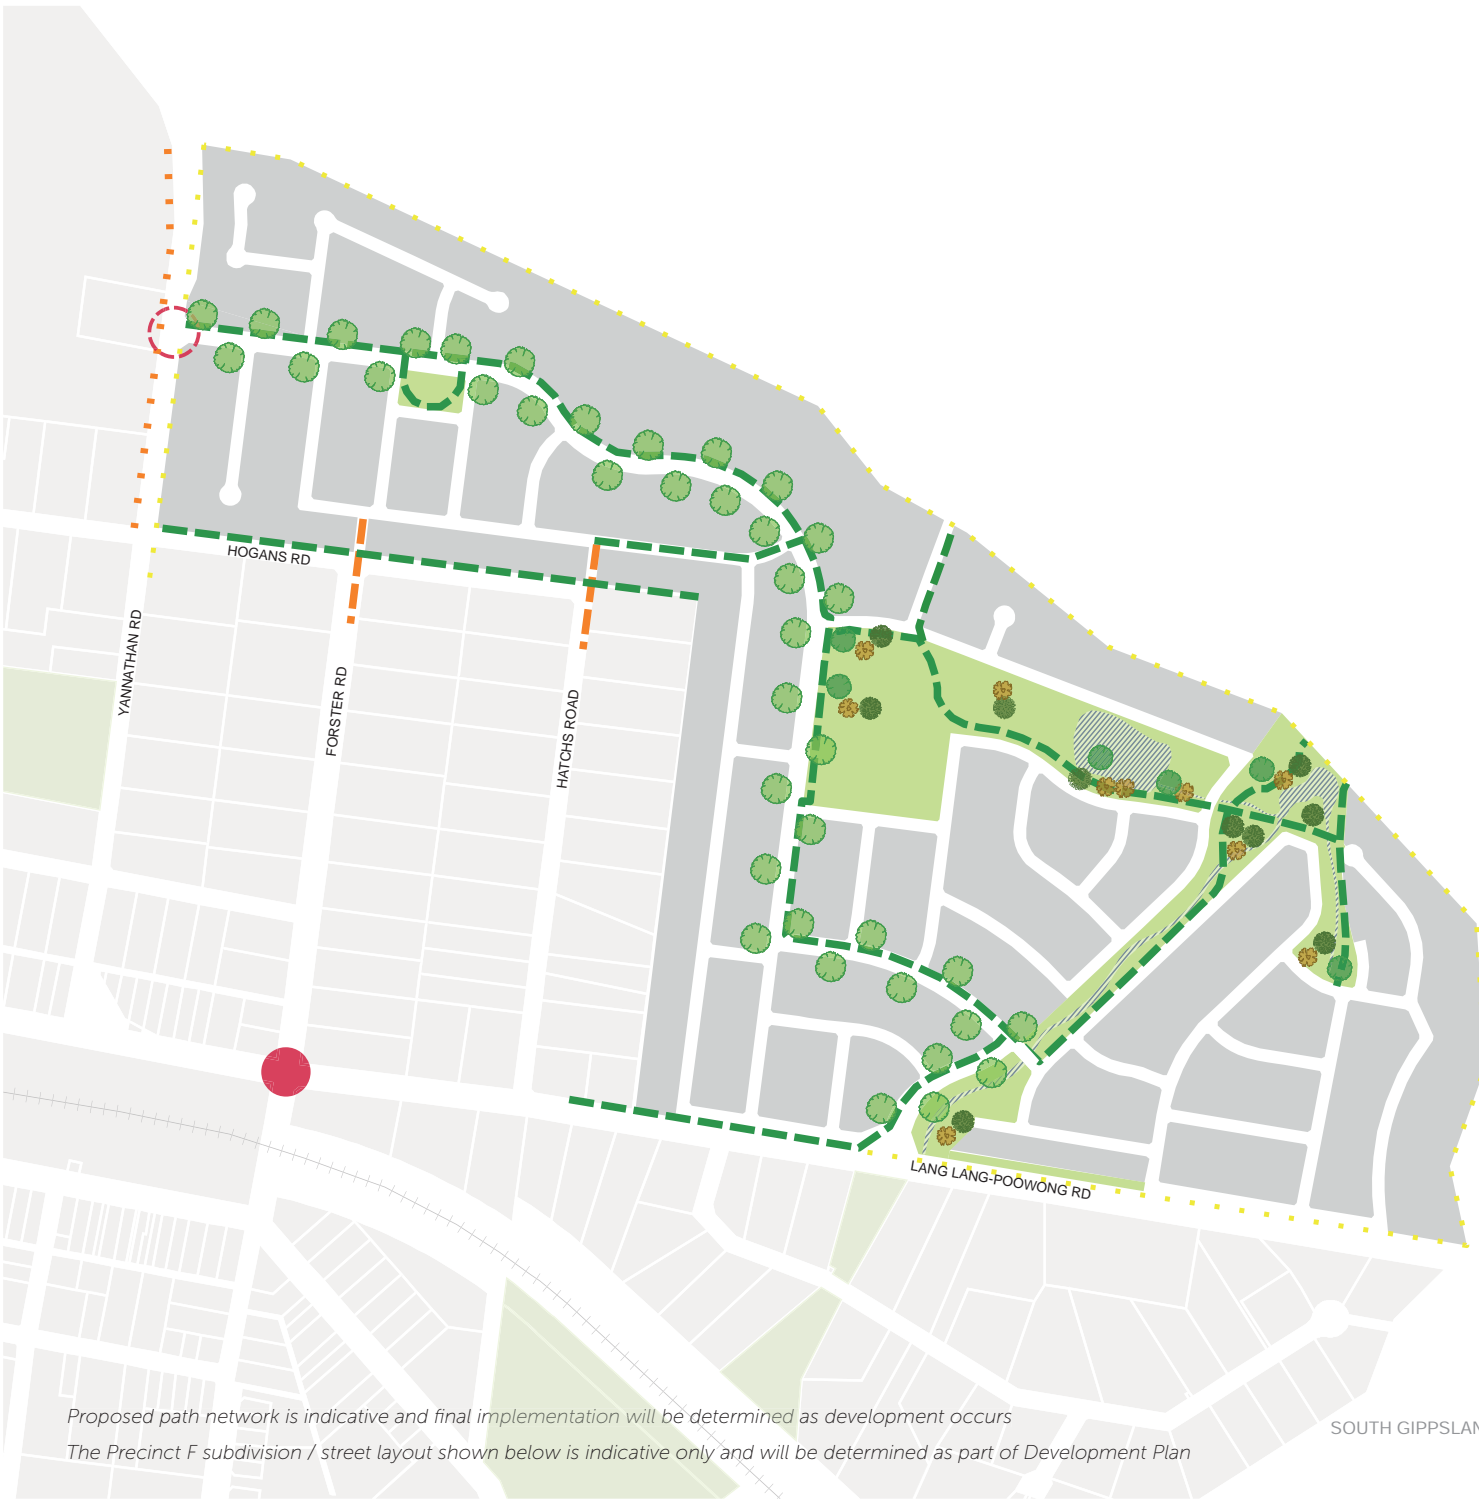 HOGANS RD
YANNATHAN RD
FORSTER RD
HATCHS ROAD
LANG LANG-POOWONG RD
Proposed path network is indicative and final implementation will be determined as development occurs
SOUTH GIPPSLAN
The Precinct F subdivision / street layout shown below is indicative only and will be determined as part of Development Plan